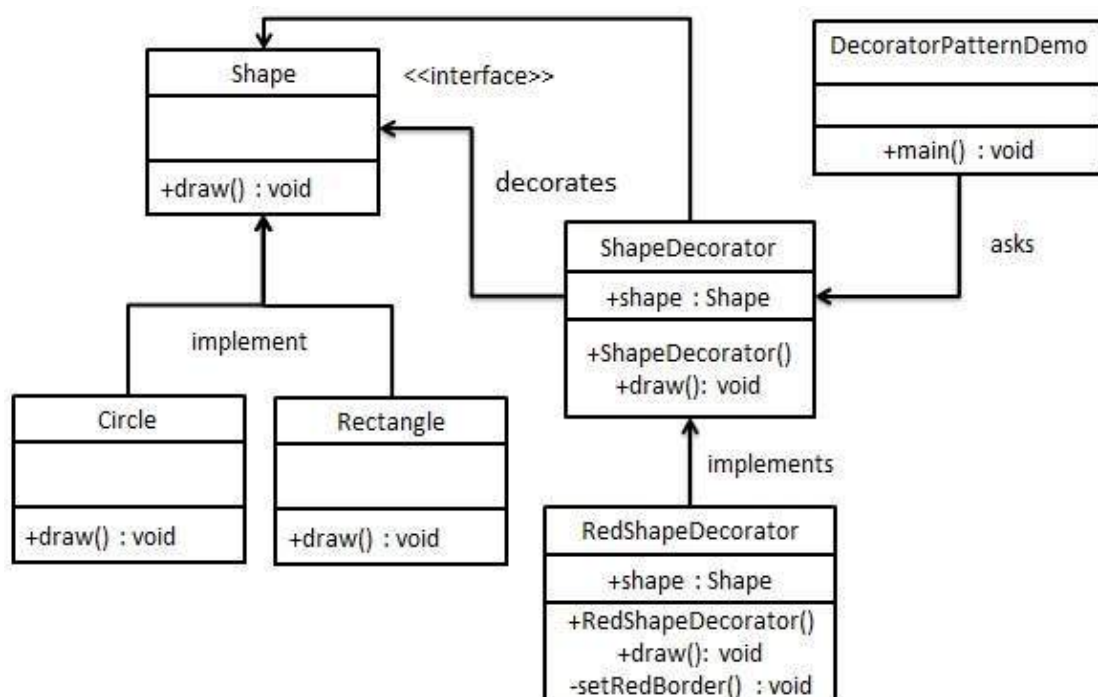 Shape
+draw() : void
<<interface>>
decorates
DecoratorPatternDemo
+main() : void
asks
ShapeDecorator
+shape : Shape
+ShapeDecorator()
+draw(): void
implement
Circle
+draw() : void
Rectangle
+draw() : void
implements
RedShapeDecorator
+shape : Shape
+RedShapeDecorator()
+draw(): void
-setRedBorder() : void